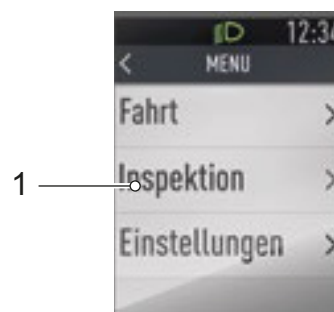 12:34
< MENU
Fahrt >
1 Inspektion >
Einstellungen >